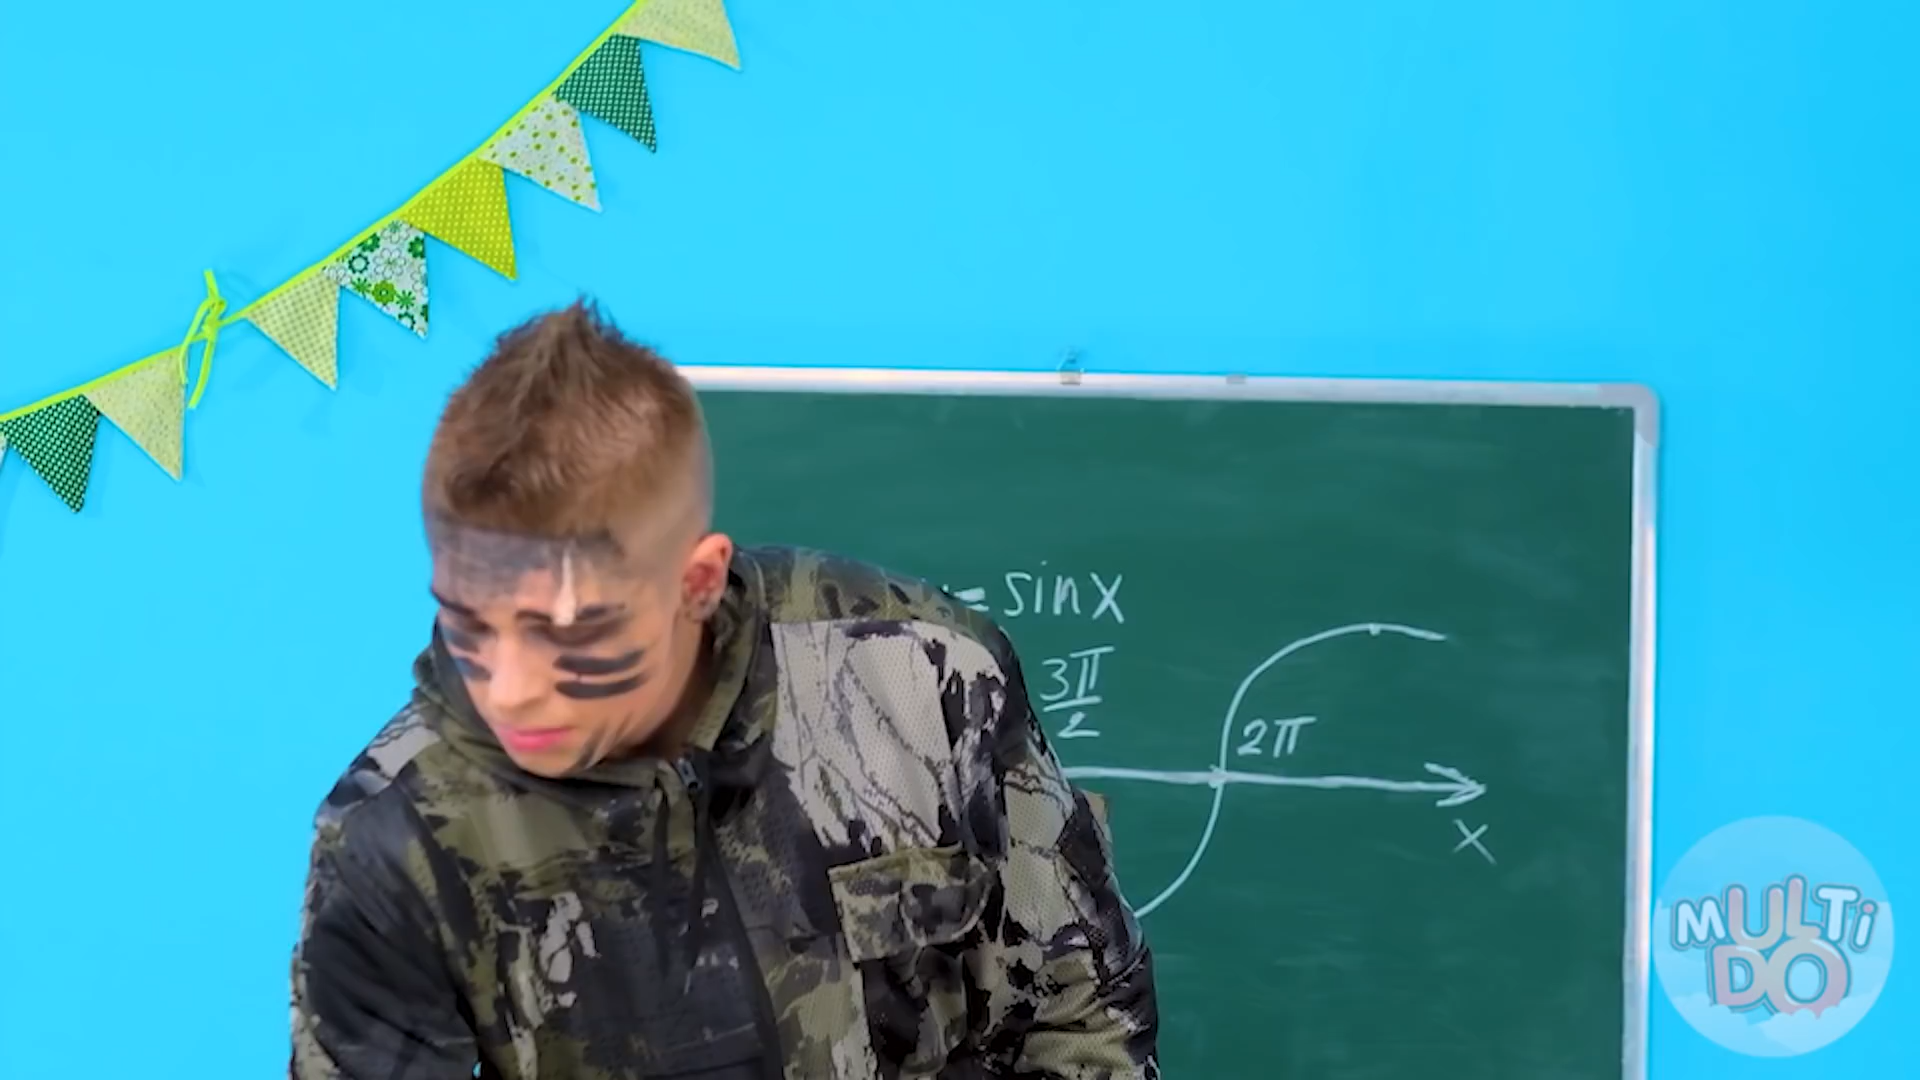 = sinx
3π
2
2π
x
MULTi
DO